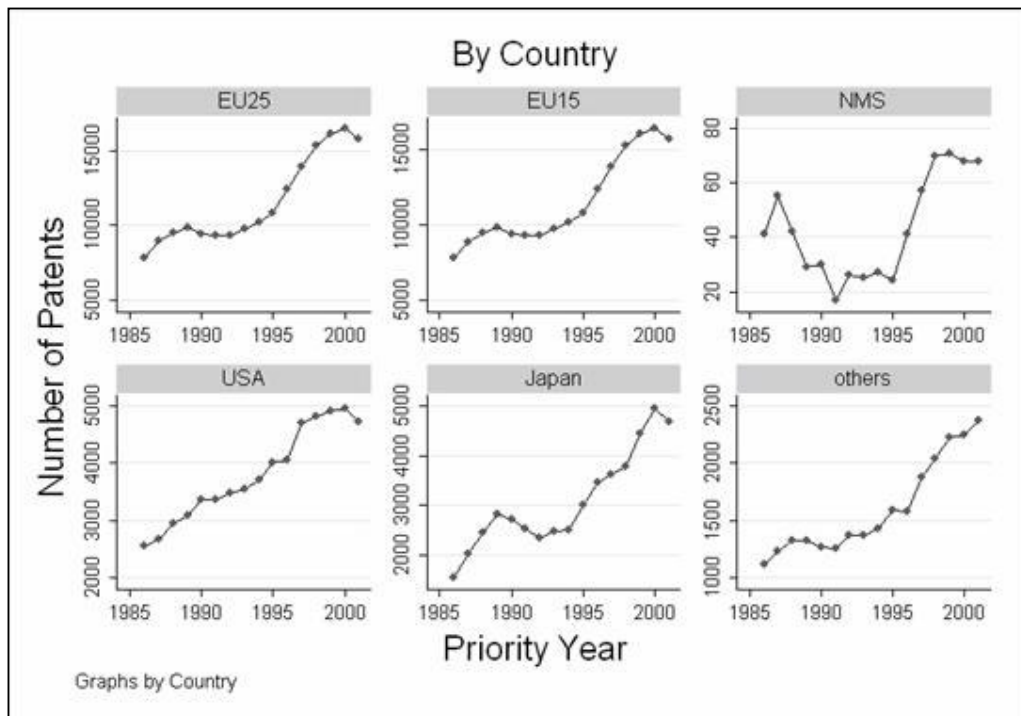 By Country
EU25
EU15
NMS
5000 10000 15000
5000 10000 15000
20 40 60 80
1985 1990 1995 2000
1985 1990 1995 2000
1985 1990 1995 2000
USA
Japan
others
2000 3000 4000 5000
2000 3000 4000 5000
1000 1500 2000 2500
1985 1990 1995 2000
1985 1990 1995 2000
1985 1990 1995 2000
Number of Patents
Priority Year
Graphs by Country